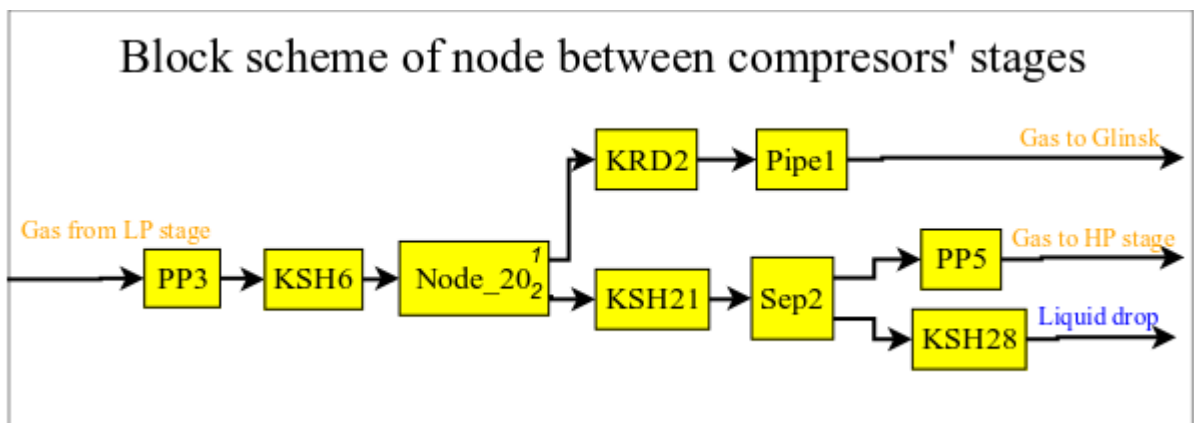 Block scheme of node between compresors' stages
Gas from LP stage
PP3
KSH6
Node_20
1
2
KRD2
Pipe1
Gas to Glinsk
KSH21
Sep2
PP5
Gas to HP stage
KSH28
Liquid drop